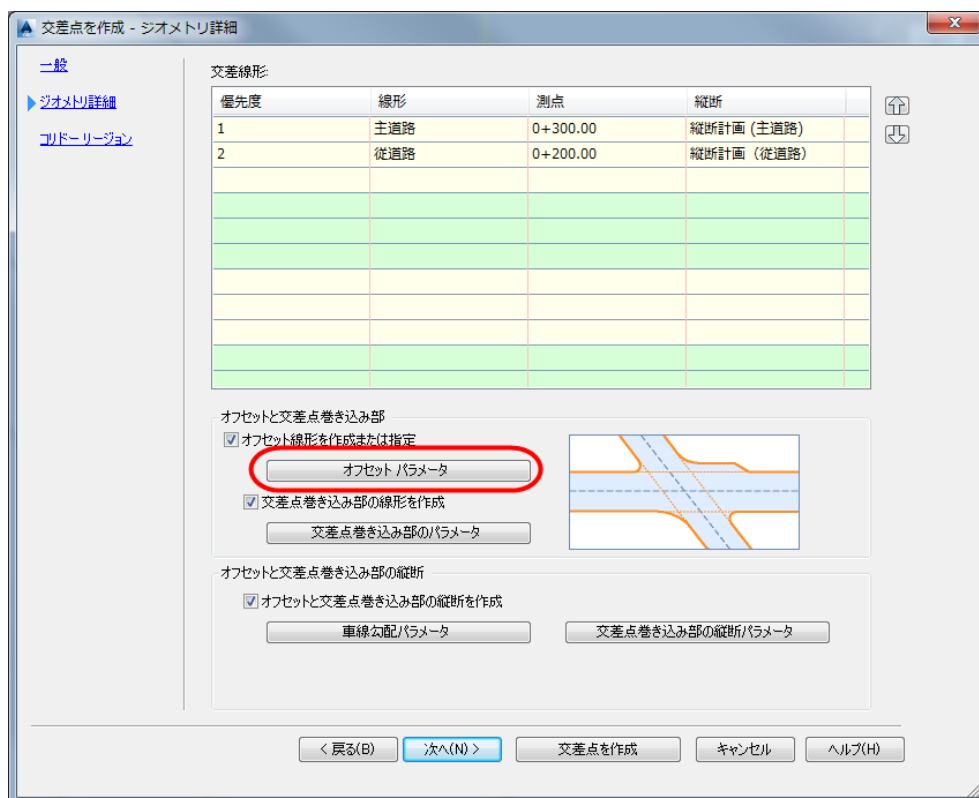 交差点を作成 - ジオメトリ詳細
一般
ジオメトリ詳細
コリドー リージョン
交差線形:
優先度 線形 測点 縦断
1 主道路 0+300.00 縦断計画 (主道路)
2 従道路 0+200.00 縦断計画（従道路）
オフセットと交差点巻き込み部
オフセット線形を作成または指定
オフセット パラメータ
交差点巻き込み部の線形を作成
交差点巻き込み部のパラメータ
オフセットと交差点巻き込み部の縦断
オフセットと交差点巻き込み部の縦断を作成
車線勾配パラメータ 交差点巻き込み部の縦断パラメータ
< 戻る(B) 次へ(N) > 交差点を作成 キャンセル ヘルプ(H)